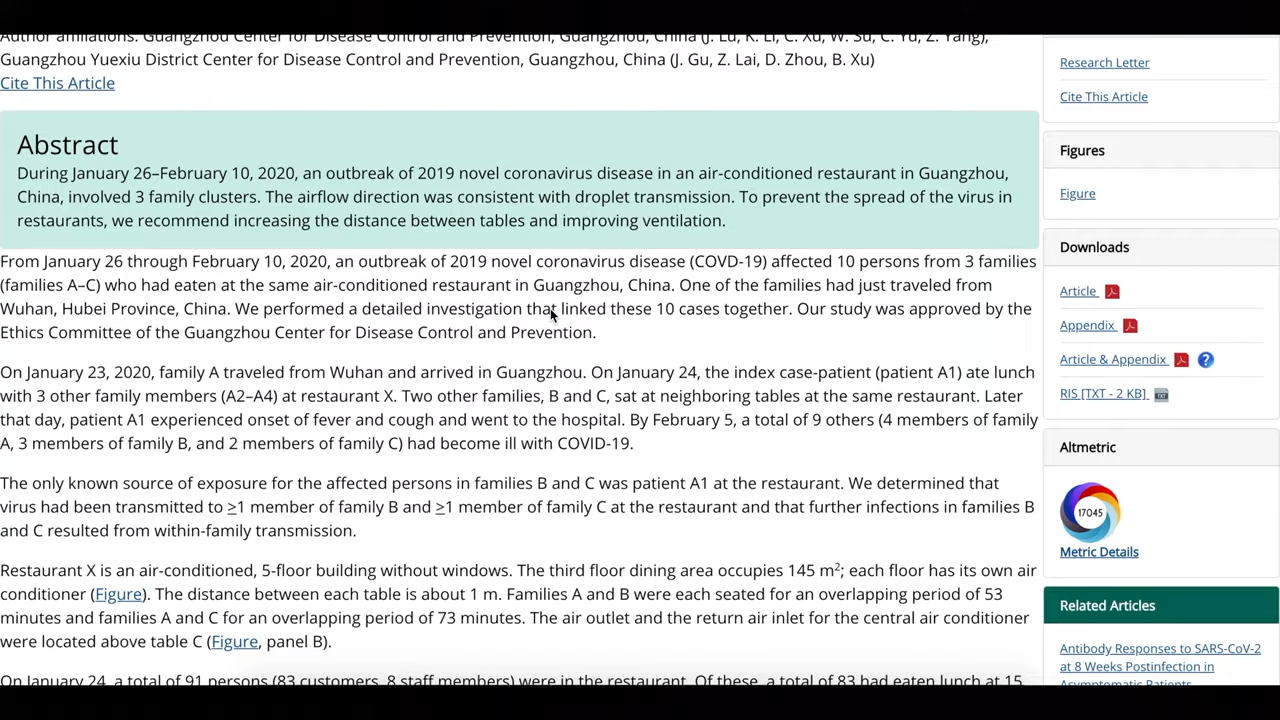 Author affiliations: Guangzhou Center for Disease Control and Prevention, Guangzhou, China (J. Lu, K. Li, C. Xu, W. Su, C. Yu, Z. Yang);
Guangzhou Yuexiu District Center for Disease Control and Prevention, Guangzhou, China (J. Gu, Z. Lai, D. Zhou, B. Xu)
Cite This Article
Abstract
During January 26–February 10, 2020, an outbreak of 2019 novel coronavirus disease in an air-conditioned restaurant in Guangzhou,
China, involved 3 family clusters. The airflow direction was consistent with droplet transmission. To prevent the spread of the virus in
restaurants, we recommend increasing the distance between tables and improving ventilation.
From January 26 through February 10, 2020, an outbreak of 2019 novel coronavirus disease (COVD-19) affected 10 persons from 3 families
(families A–C) who had eaten at the same air-conditioned restaurant in Guangzhou, China. One of the families had just traveled from
Wuhan, Hubei Province, China. We performed a detailed investigation that linked these 10 cases together. Our study was approved by the
Ethics Committee of the Guangzhou Center for Disease Control and Prevention.
On January 23, 2020, family A traveled from Wuhan and arrived in Guangzhou. On January 24, the index case-patient (patient A1) ate lunch
with 3 other family members (A2–A4) at restaurant X. Two other families, B and C, sat at neighboring tables at the same restaurant. Later
that day, patient A1 experienced onset of fever and cough and went to the hospital. By February 5, a total of 9 others (4 members of family
A, 3 members of family B, and 2 members of family C) had become ill with COVID-19.
The only known source of exposure for the affected persons in families B and C was patient A1 at the restaurant. We determined that
virus had been transmitted to ≥1 member of family B and ≥1 member of family C at the restaurant and that further infections in families B
and C resulted from within-family transmission.
Restaurant X is an air-conditioned, 5-floor building without windows. The third floor dining area occupies 145 m²; each floor has its own air
conditioner (Figure). The distance between each table is about 1 m. Families A and B were each seated for an overlapping period of 53
minutes and families A and C for an overlapping period of 73 minutes. The air outlet and the return air inlet for the central air conditioner
were located above table C (Figure, panel B).
On January 24, a total of 91 persons (83 customers, 8 staff members) were in the restaurant. Of these, a total of 83 had eaten lunch at 15
Research Letter
Cite This Article
Figures
Figure
Downloads
Article
Appendix
Article & Appendix ?
RIS [TXT - 2 KB] TXT
Altmetric
17045
Metric Details
Related Articles
Antibody Responses to SARS-CoV-2
at 8 Weeks Postinfection in
Asymptomatic Patients